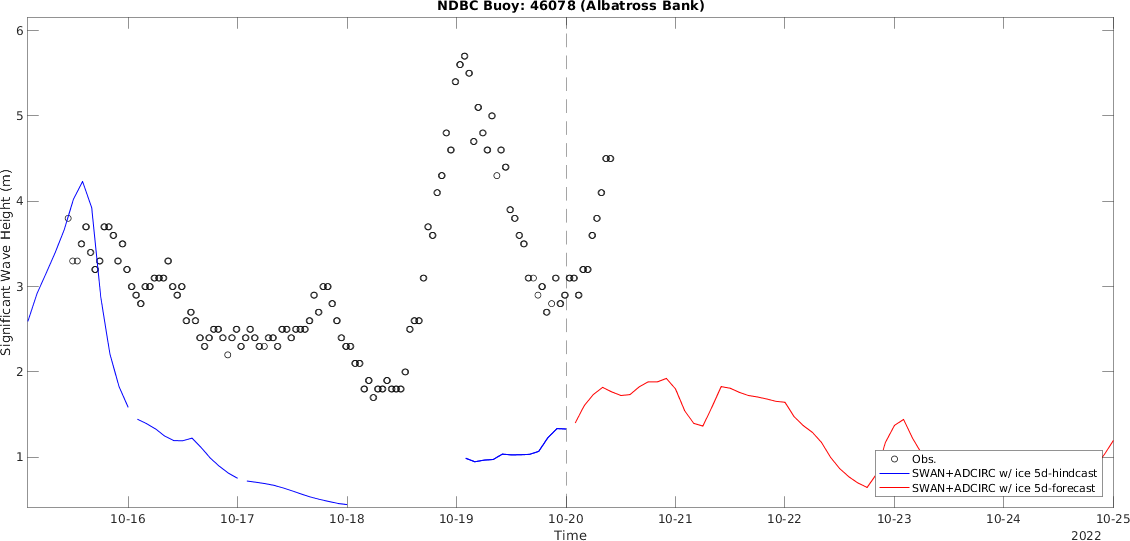 NDBC Buoy: 46078 (Albatross Bank)
Significant Wave Height (m)
6
5
4
3
2
1
Obs.
SWAN+ADCIRC w/ ice 5d-hindcast
SWAN+ADCIRC w/ ice 5d-forecast
10-16 10-17 10-18 10-19 10-20 10-21 10-22 10-23 10-24 10-25
Time
2022